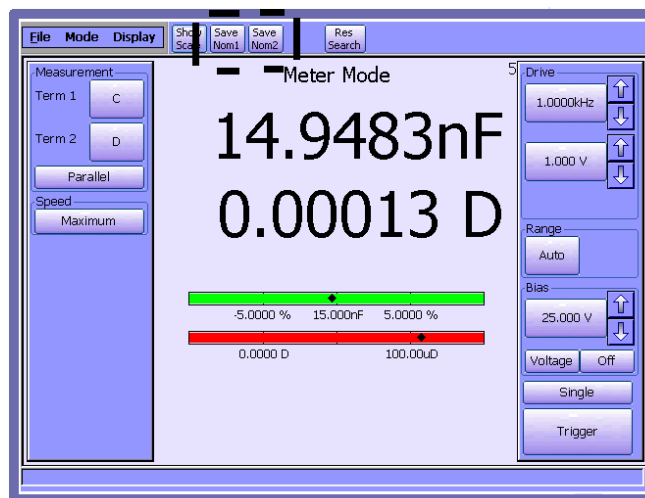 File Mode Display
Show Scale
Save Nom1
Save Nom2
Res Search
Measurement
Term 1 C
Term 2 D
Parallel
Speed
Maximum
Meter Mode
5
14.9483nF
0.00013 D
-5.0000 % 15.000nF 5.0000 %
0.0000 D 100.00uD
Drive
1.0000kHz
1.000 V
Range
Auto
Bias
25.000 V
Voltage Off
Single
Trigger